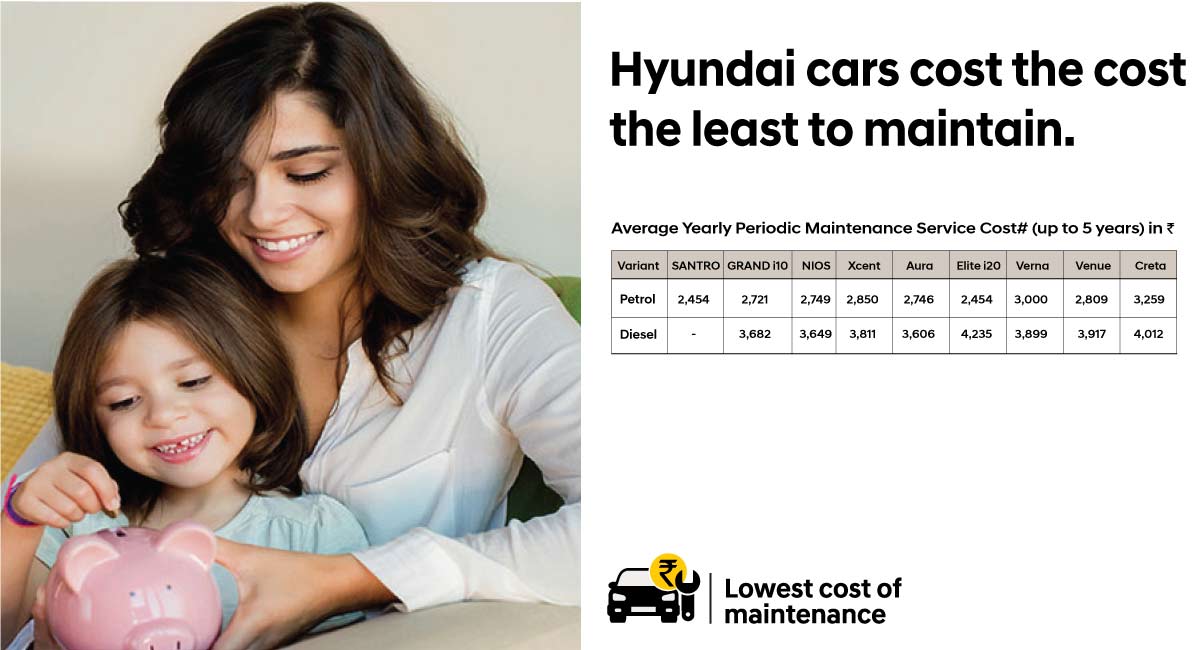 Hyundai cars cost the cost
the least to maintain.
Average Yearly Periodic Maintenance Service Cost# (up to 5 years) in ₹
Variant SANTRO GRAND i10 NIOS Xcent Aura Elite i20 Verna Venue Creta
Petrol 2,454 2,721 2,749 2,850 2,746 2,454 3,000 2,809 3,259
Diesel - 3,682 3,649 3,811 3,606 4,235 3,899 3,917 4,012
₹
Lowest cost of
maintenance